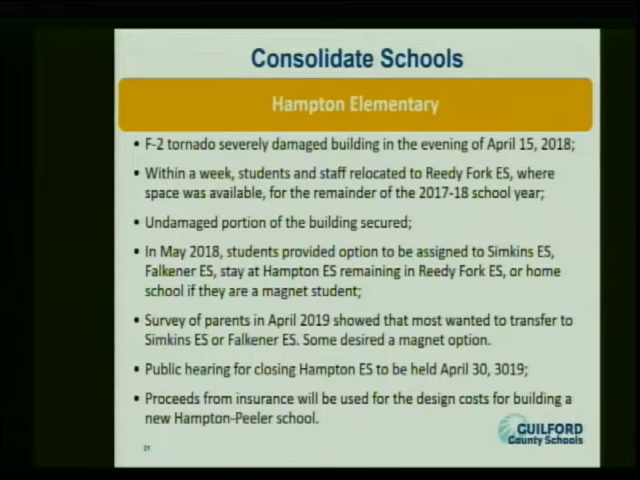 Consolidate Schools
Hampton Elementary
• F-2 tornado severely damaged building in the evening of April 15, 2018;
• Within a week, students and staff relocated to Reedy Fork ES, where
space was available, for the remainder of the 2017-18 school year;
• Undamaged portion of the building secured;
• In May 2018, students provided option to be assigned to Simkins ES,
Falkener ES, stay at Hampton ES remaining in Reedy Fork ES, or home
school if they are a magnet student;
• Survey of parents in April 2019 showed that most wanted to transfer to
Simkins ES or Falkener ES. Some desired a magnet option.
• Public hearing for closing Hampton ES to be held April 30, 3019;
• Proceeds from insurance will be used for the design costs for building a
new Hampton-Peeler school.
GUILFORD
County Schools
21